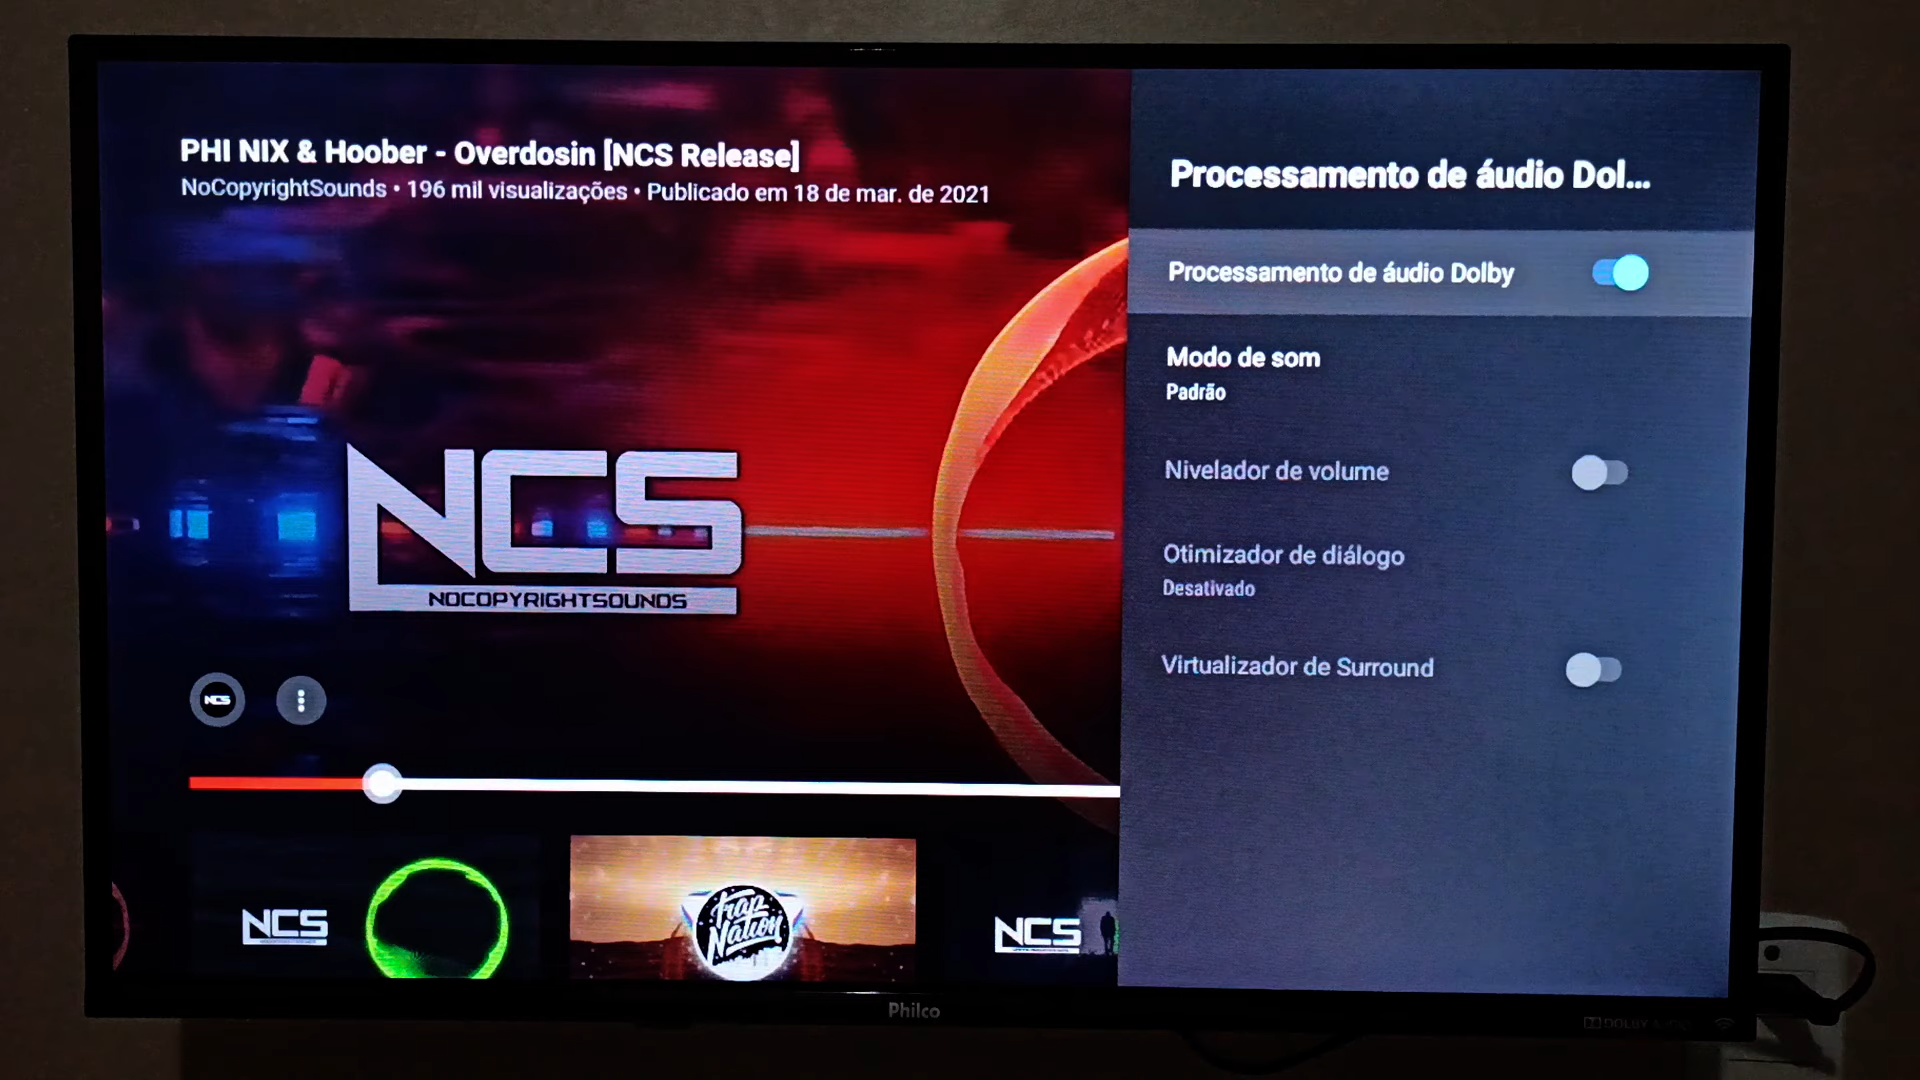 PHI NIX & Hoober - Overdosin [NCS Release]
NoCopyrightSounds • 196 mil visualizações • Publicado em 18 de mar. de 2021
NCS
NOCOPYRIGHTSOUNDS
NCS
NCS
trap
Nation
NCS
Processamento de áudio Dol...
Processamento de áudio Dolby
Modo de som
Padrão
Nivelador de volume
Otimizador de diálogo
Desativado
Virtualizador de Surround
Philco
DOLBY